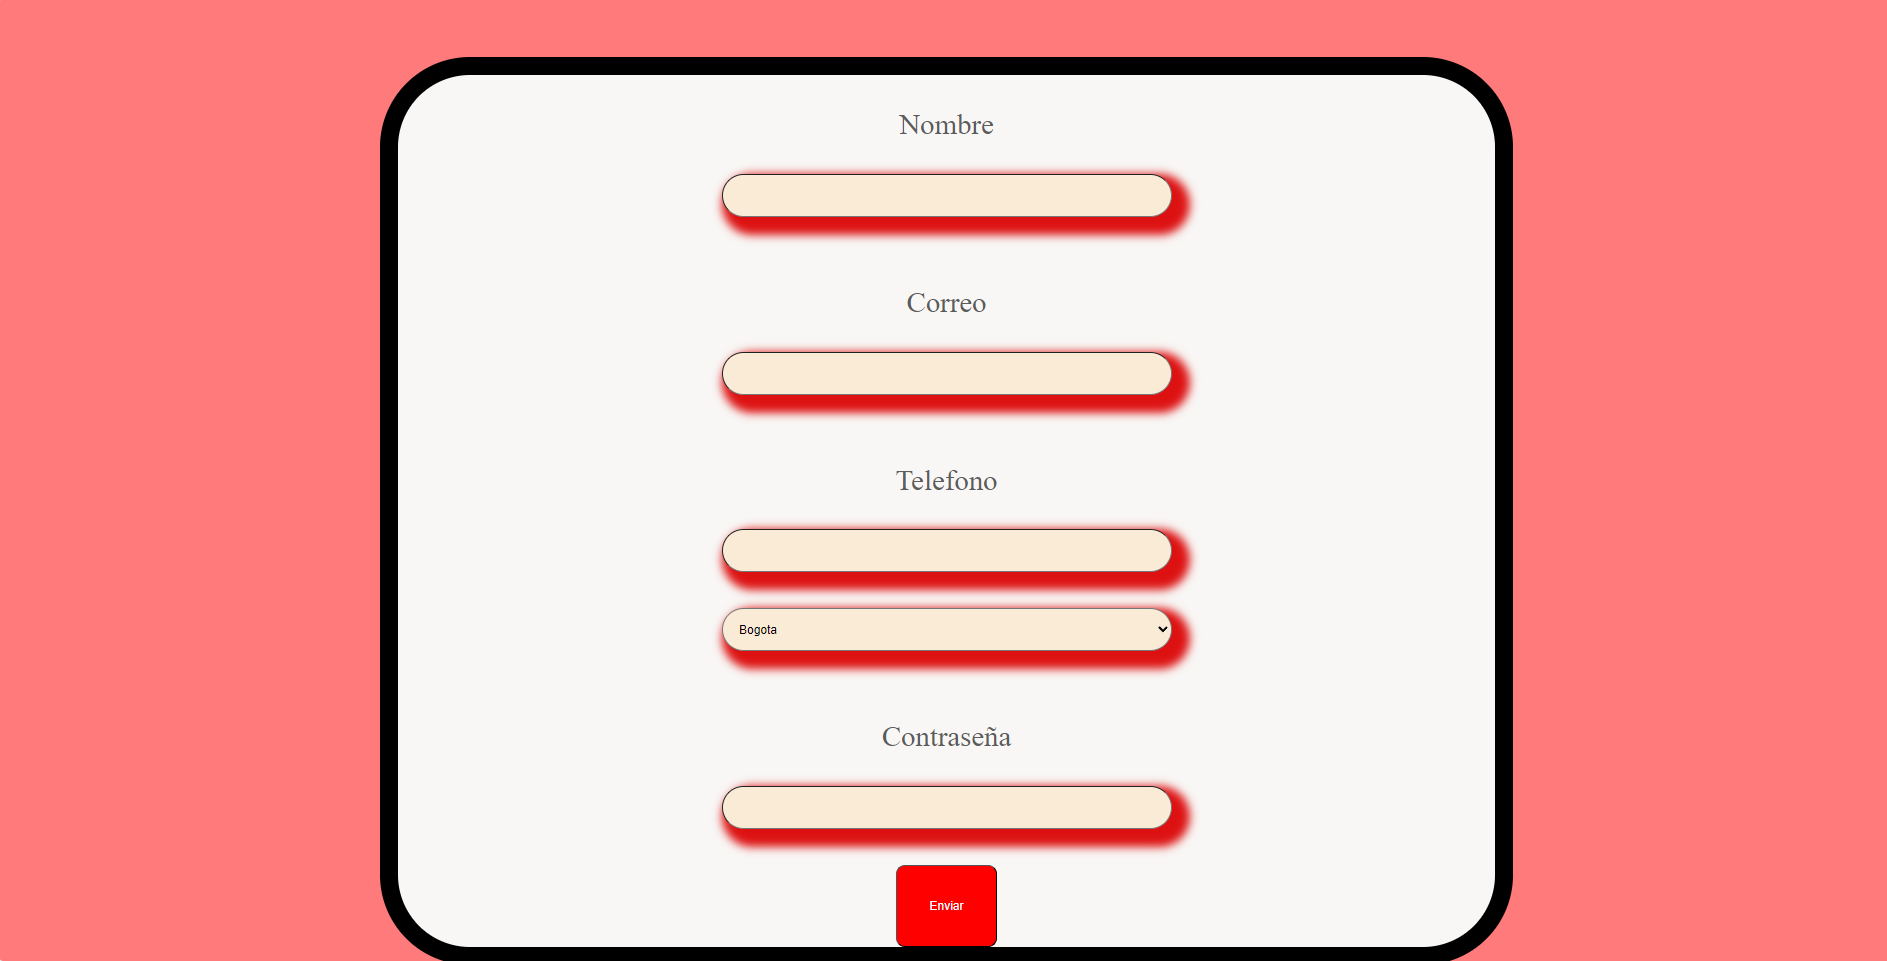 Nombre
Correo
Telefono
Bogota
Contraseña
Enviar